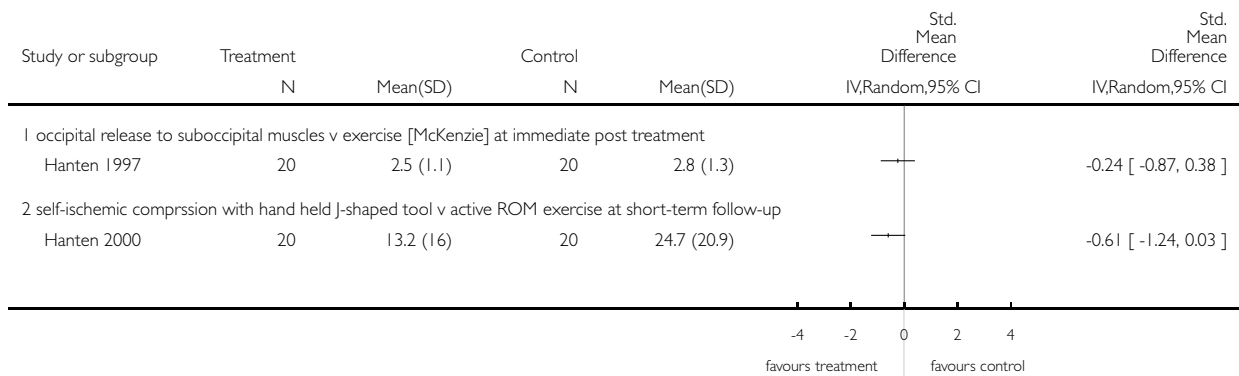 Std. Mean Difference Std. Mean Difference
Study or subgroup Treatment Control
N Mean(SD) N Mean(SD) IV,Random,95% CI IV,Random,95% CI
1 occipital release to suboccipital muscles v exercise [McKenzie] at immediate post treatment
Hanten 1997 20 2.5 (1.1) 20 2.8 (1.3) -0.24 [ -0.87, 0.38 ]
2 self-ischemic comprssion with hand held J-shaped tool v active ROM exercise at short-term follow-up
Hanten 2000 20 13.2 (16) 20 24.7 (20.9) -0.61 [ -1.24, 0.03 ]
-4 -2 0 2 4
favours treatment favours control